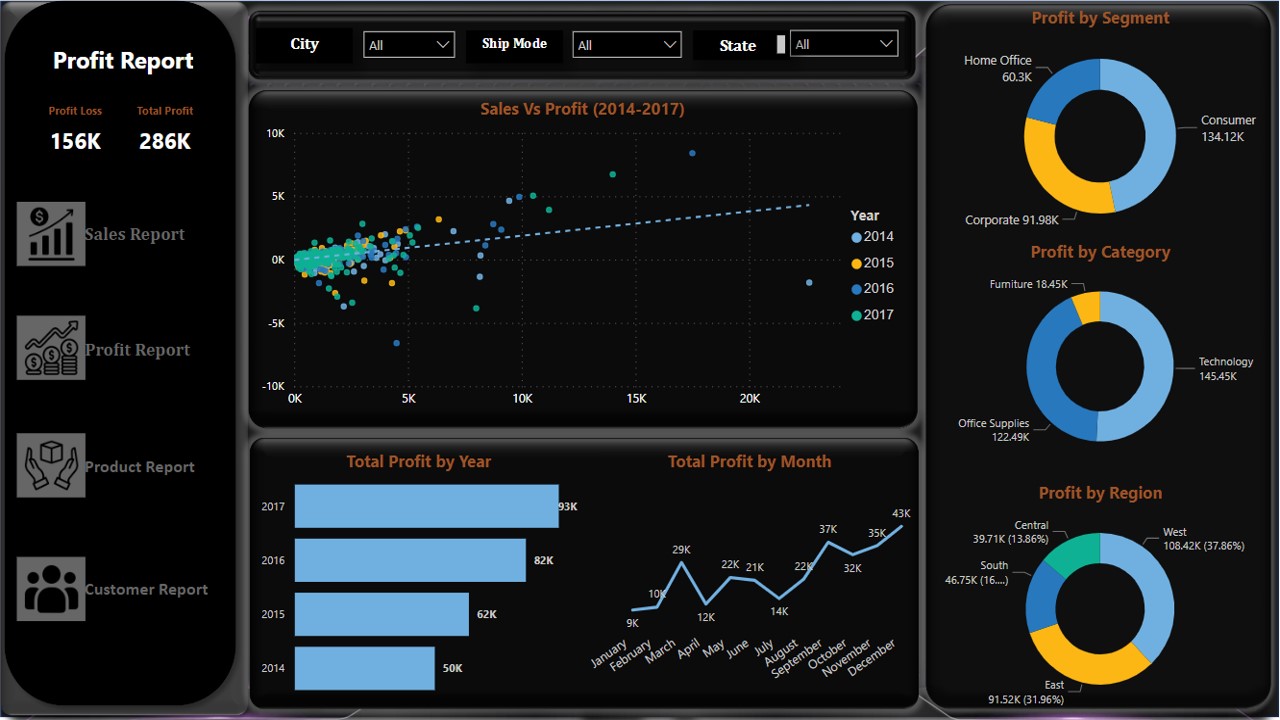 Profit Report
Profit Loss
Total Profit
156K
286K
Sales Report
Profit Report
Product Report
Customer Report
City
All
Ship Mode
All
State
All
Sales Vs Profit (2014-2017)
10K
5K
0K
-5K
-10K
0K
5K
10K
15K
20K
Year
2014
2015
2016
2017
Total Profit by Year
2017
93K
2016
82K
2015
62K
2014
50K
Total Profit by Month
9K
10K
29K
12K
22K
21K
14K
22K
37K
32K
35K
43K
January
February
March
April
May
June
July
August
September
October
November
December
Profit by Segment
Home Office
60.3K
Consumer
134.12K
Corporate 91.98K
Profit by Category
Furniture 18.45K
Technology
145.45K
Office Supplies
122.49K
Profit by Region
Central
39.71K (13.86%)
West
108.42K (37.86%)
South
46.75K (16....)
East
91.52K (31.96%)